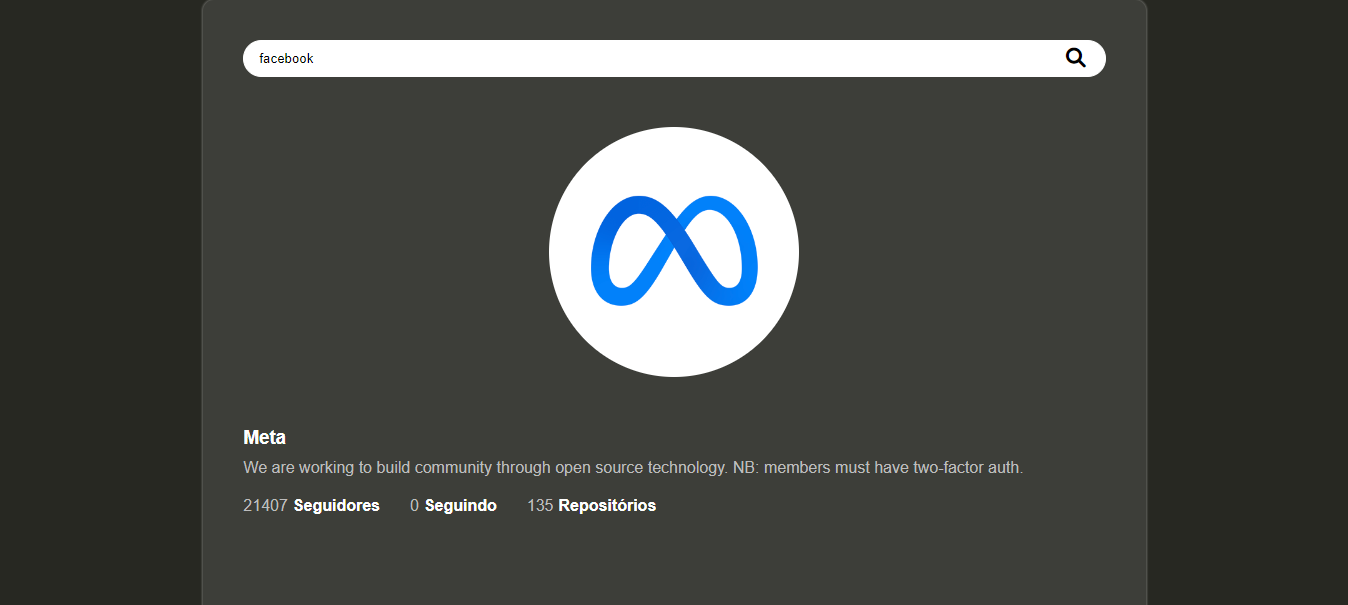 facebook
Meta
We are working to build community through open source technology. NB: members must have two-factor auth.
21407 Seguidores 0 Seguindo 135 Repositórios